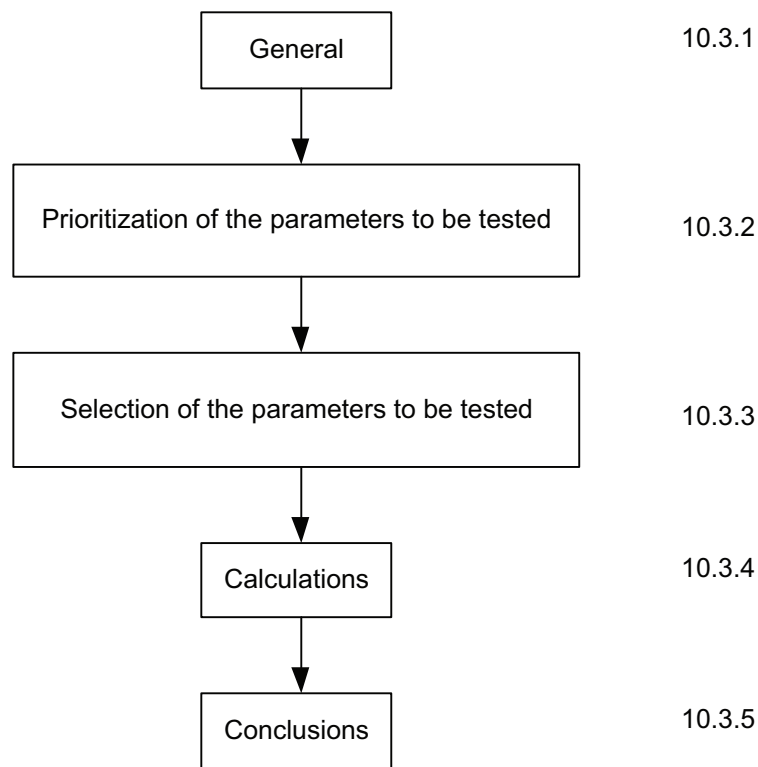 General 10.3.1
Prioritization of the parameters to be tested 10.3.2
Selection of the parameters to be tested 10.3.3
Calculations 10.3.4
Conclusions 10.3.5